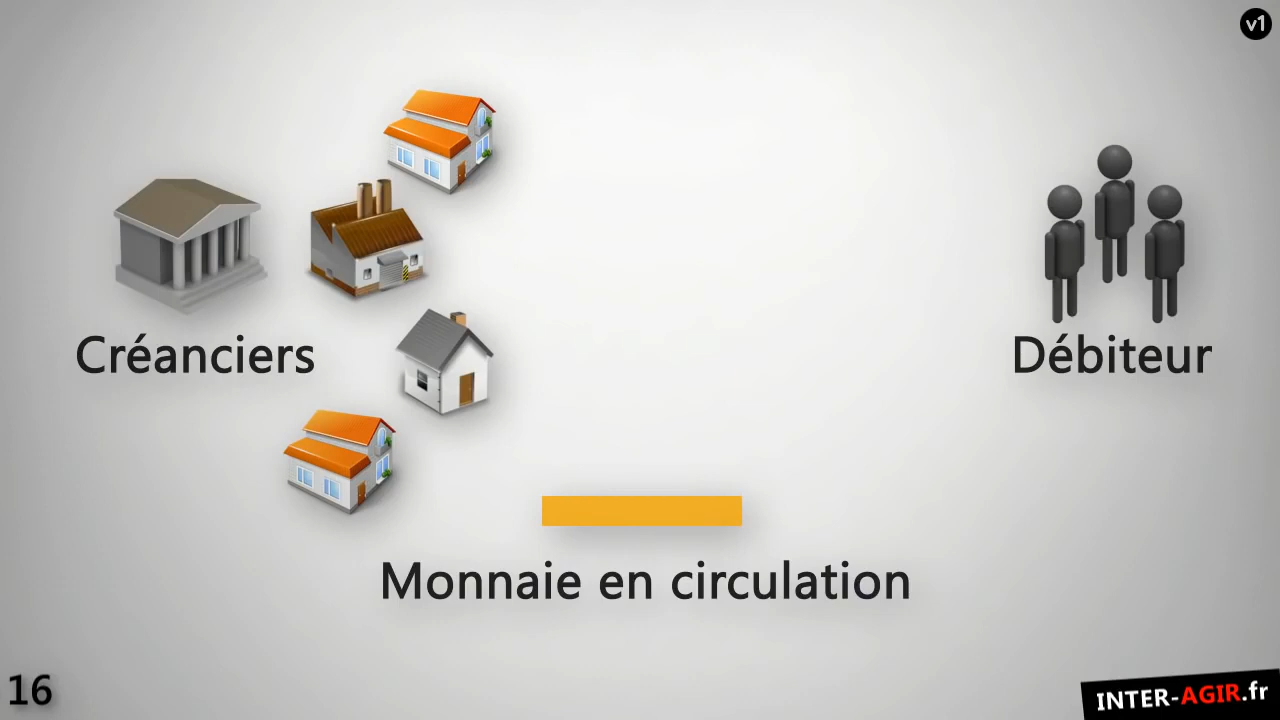 v1
Créanciers
Débiteur
Monnaie en circulation
16
INTER-AGIR.fr